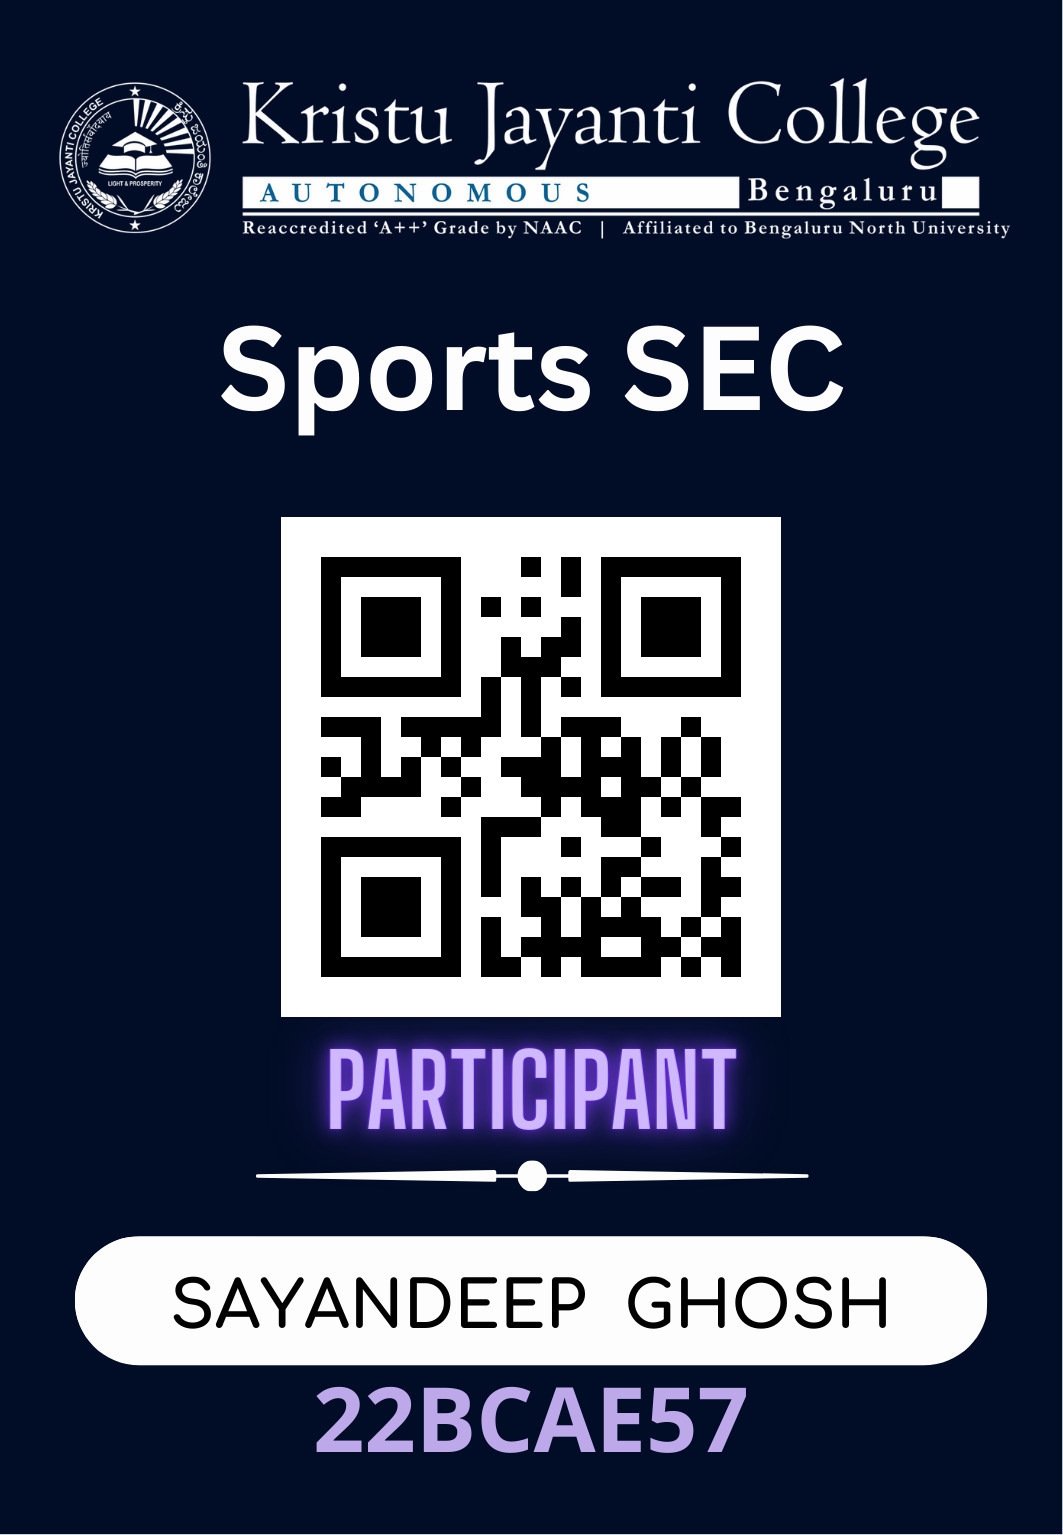 KRISTU JAYANTI COLLEGE
ಕ್ರಿಸ್ತು ಜಯಂತಿ ಕಾಲೇಜು
LIGHT & PROSPERITY
Kristu Jayanti College
AUTONOMOUS Bengaluru
Reaccredited ‘A++’ Grade by NAAC | Affiliated to Bengaluru North University
Sports SEC
PARTICIPANT
SAYANDEEP GHOSH
22BCAE57